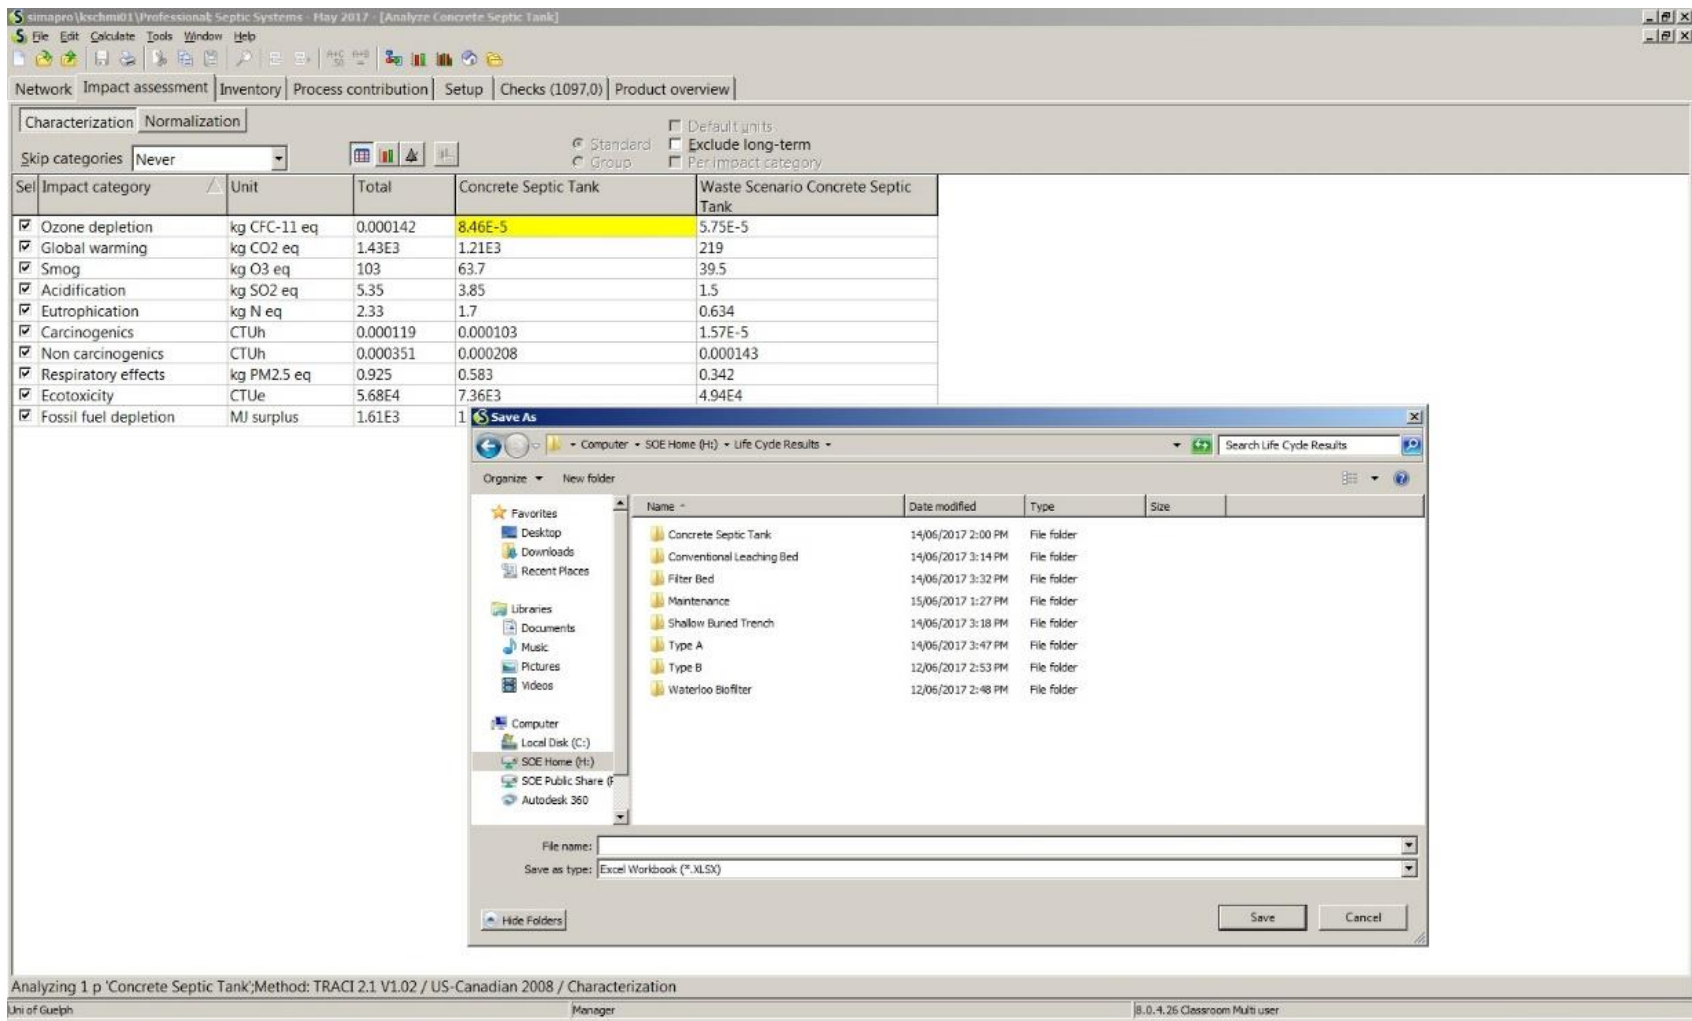 simapro\kschmi01\Professional; Septic Systems - May 2017 - [Analyze Concrete Septic Tank]
File Edit Calculate Tools Window Help
Network Impact assessment Inventory Process contribution Setup Checks (1097,0) Product overview
Characterization Normalization
Default units
Skip categories Never Standard Exclude long-term
Group Per impact category
Sel Impact category Unit Total Concrete Septic Tank Waste Scenario Concrete Septic
Tank
Ozone depletion kg CFC-11 eq 0.000142 8.46E-5 5.75E-5
Global warming kg CO2 eq 1.43E3 1.21E3 219
Smog kg O3 eq 103 63.7 39.5
Acidification kg SO2 eq 5.35 3.85 1.5
Eutrophication kg N eq 2.33 1.7 0.634
Carcinogenics CTUh 0.000119 0.000103 1.57E-5
Non carcinogenics CTUh 0.000351 0.000208 0.000143
Respiratory effects kg PM2.5 eq 0.925 0.583 0.342
Ecotoxicity CTUe 5.68E4 7.36E3 4.94E4
Fossil fuel depletion MJ surplus 1.61E3 1
Save As
Computer SOE Home (H:) Life Cycle Results Search Life Cycle Results
Organize New folder
Name Date modified Type Size
Favorites
Desktop
Downloads
Recent Places
Libraries
Documents
Music
Pictures
Videos
Computer
Local Disk (C:)
SOE Home (H:)
SOE Public Share (P
Autodesk 360
Concrete Septic Tank 14/06/2017 2:00 PM File folder
Conventional Leaching Bed 14/06/2017 3:14 PM File folder
Filter Bed 14/06/2017 3:32 PM File folder
Maintenance 15/06/2017 1:27 PM File folder
Shallow Buried Trench 14/06/2017 3:18 PM File folder
Type A 14/06/2017 3:47 PM File folder
Type B 12/06/2017 2:53 PM File folder
Waterloo Biofilter 12/06/2017 2:48 PM File folder
File name:
Save as type: Excel Workbook (*.XLSX)
Hide Folders Save Cancel
Analyzing 1 p 'Concrete Septic Tank';Method: TRACI 2.1 V1.02 / US-Canadian 2008 / Characterization
Uni of Guelph Manager 8.0.4.26 Classroom Multi user